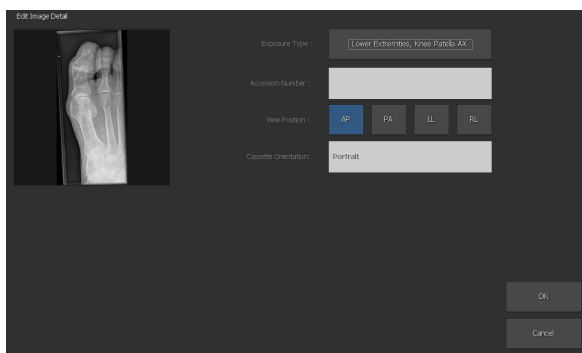 Edit Image Detail
Exposure Type :
Lower Extremities, Knee Patella AX
Accession Number :
View Position :
AP
PA
LL
RL
Cassette Orientation:
Portrait
OK
Cancel